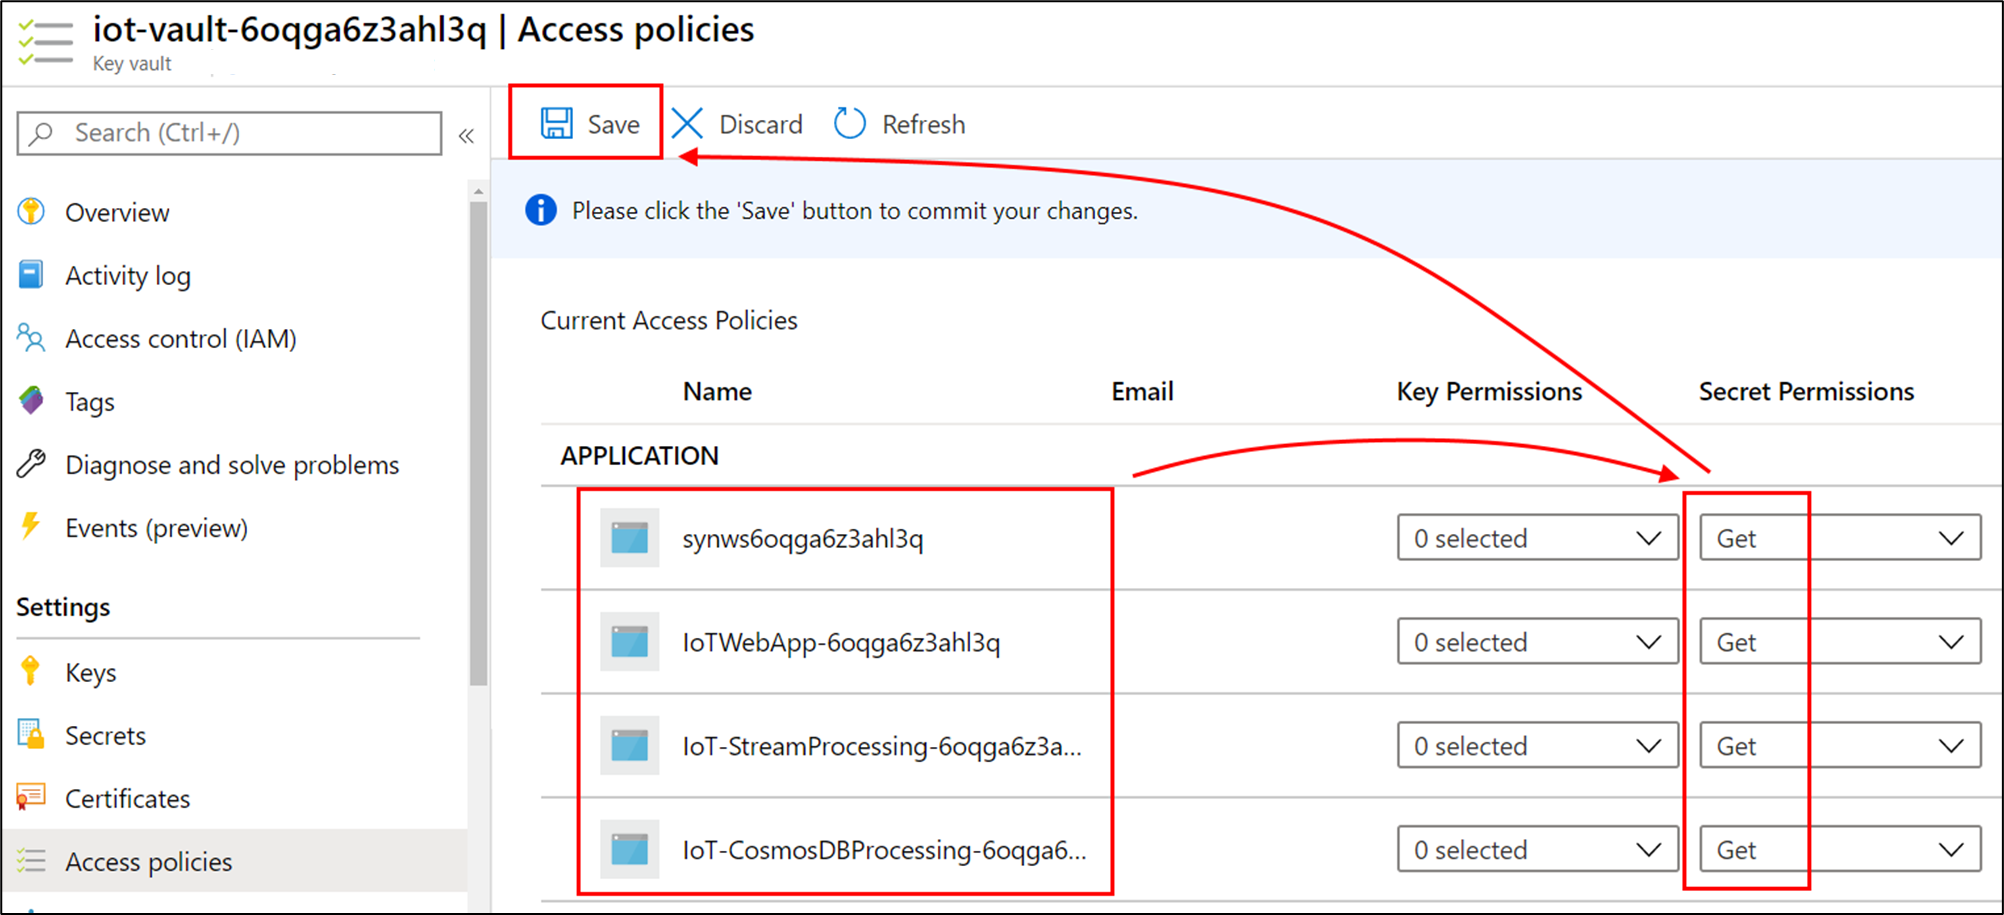 iot-vault-6oqga6z3ahl3q | Access policies
Key vault
Search (Ctrl+/)
«
Save
Discard
Refresh
Please click the 'Save' button to commit your changes.
Overview
Activity log
Access control (IAM)
Tags
Diagnose and solve problems
Events (preview)
Settings
Keys
Secrets
Certificates
Access policies
Current Access Policies
Name Email Key Permissions Secret Permissions
APPLICATION
synws6oqga6z3ahl3q 0 selected Get
IoTWebApp-6oqga6z3ahl3q 0 selected Get
IoT-StreamProcessing-6oqga6z3a... 0 selected Get
IoT-CosmosDBProcessing-6oqga6... 0 selected Get